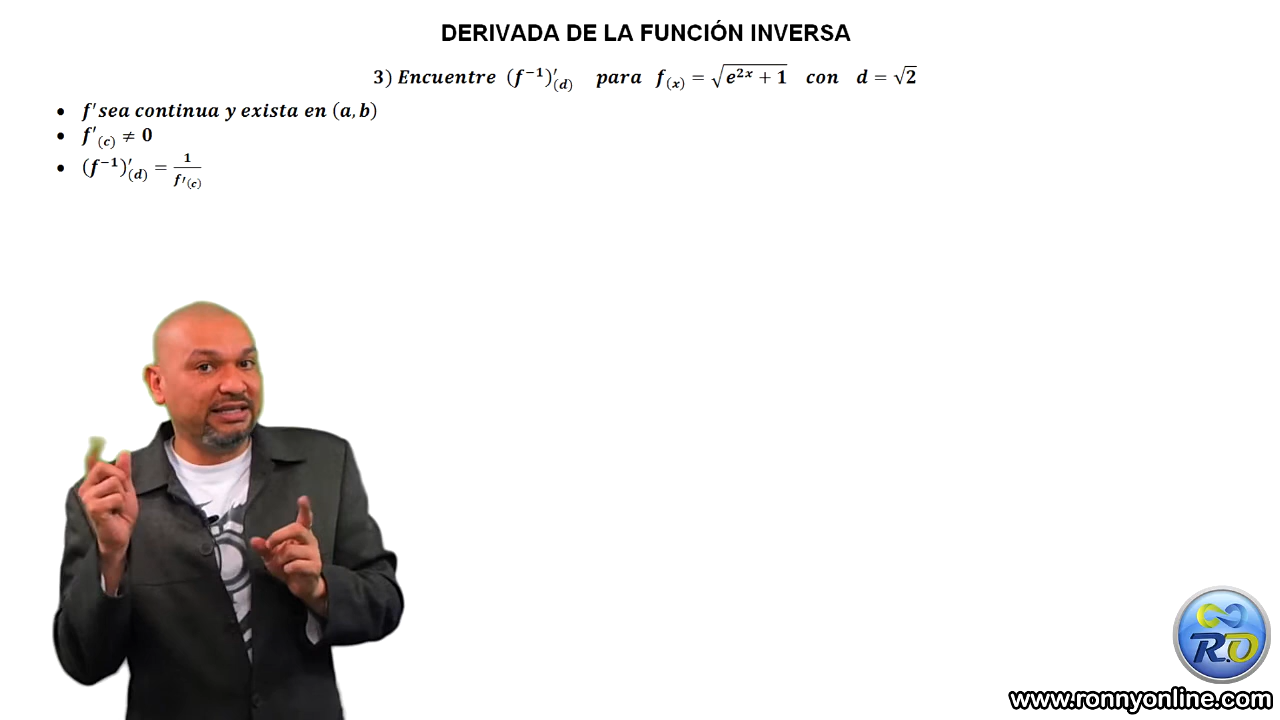 DERIVADA DE LA FUNCIÓN INVERSA
3) Encuentre (f⁻¹)′₍d₎ para f₍ₓ₎ = √(e²ˣ + 1) con d = √2
• f′sea continua y exista en (a, b)
• f′₍c₎ ≠ 0
• (f⁻¹)′₍d₎ = 1/f′₍c₎
R.O
www.ronnyonline.com